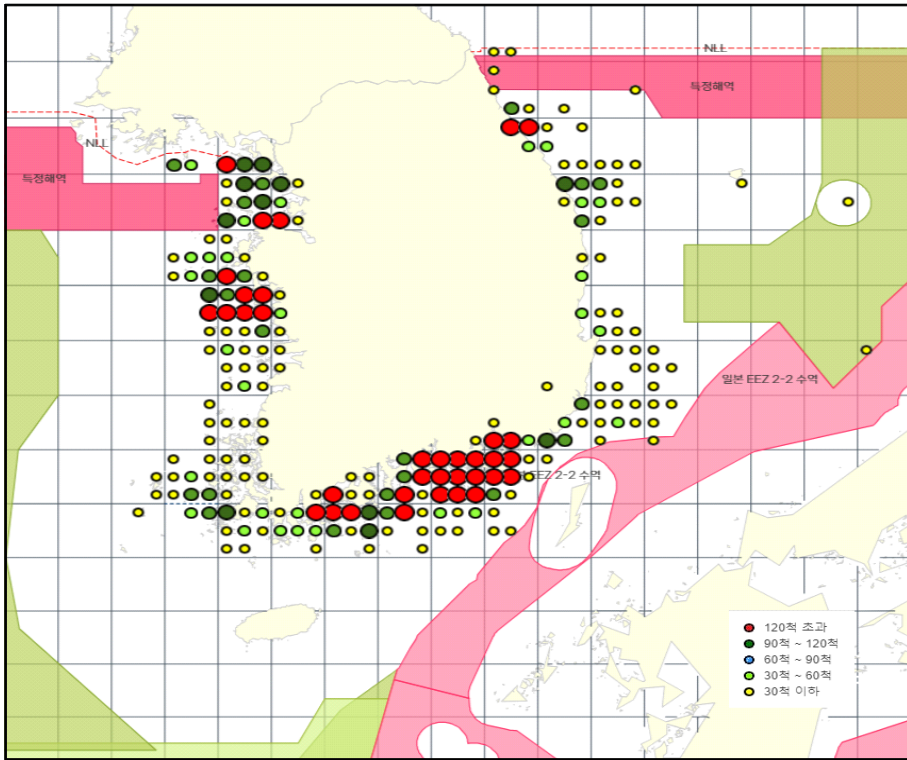 NLL
특정해역
NLL
특정해역
일본 EEZ 2-2 수역
EEZ 2-2 수역
120척 초과
90척 ~ 120척
60척 ~ 90척
30척 ~ 60척
30척 이하